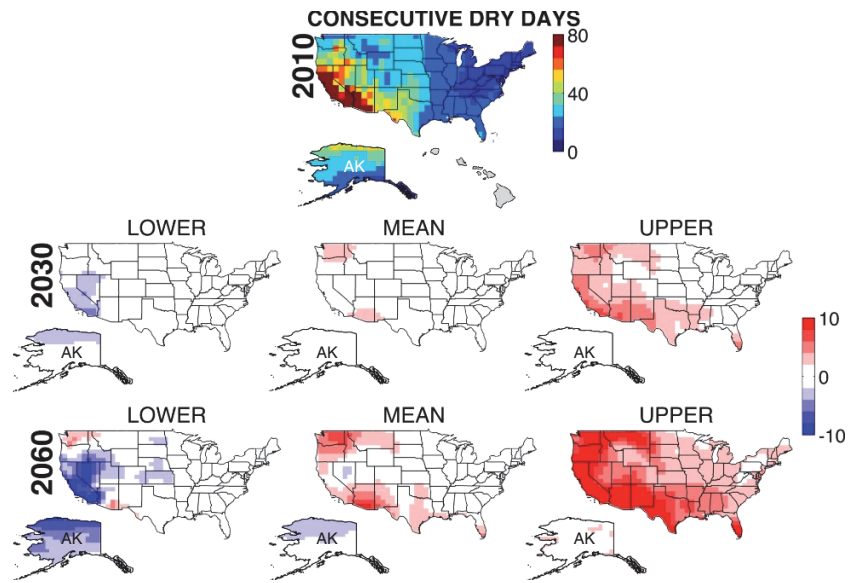 CONSECUTIVE DRY DAYS
2010
80
40
0
AK
LOWER
MEAN
UPPER
2030
AK
AK
AK
10
0
-10
LOWER
MEAN
UPPER
2060
AK
AK
AK